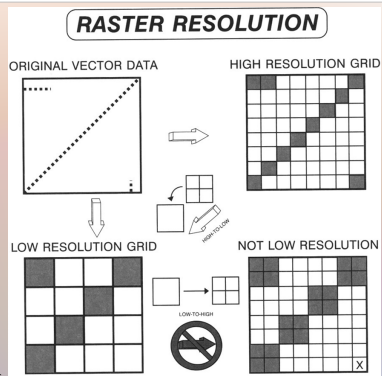 RASTER RESOLUTION
ORIGINAL VECTOR DATA
HIGH RESOLUTION GRID
HIGH-TO-LOW
LOW RESOLUTION GRID
NOT LOW RESOLUTION
LOW-TO-HIGH
X